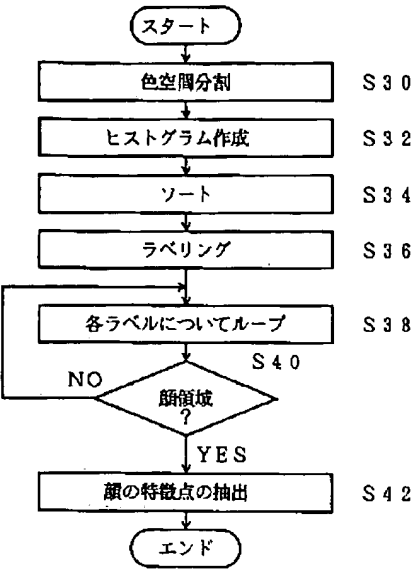 スタート
色空間分割 S30
ヒストグラム作成 S32
ソート S34
ラベリング S36
各ラベルについてループ S38
S40
NO
顔領域
?
YES
顔の特徴点の抽出 S42
エンド